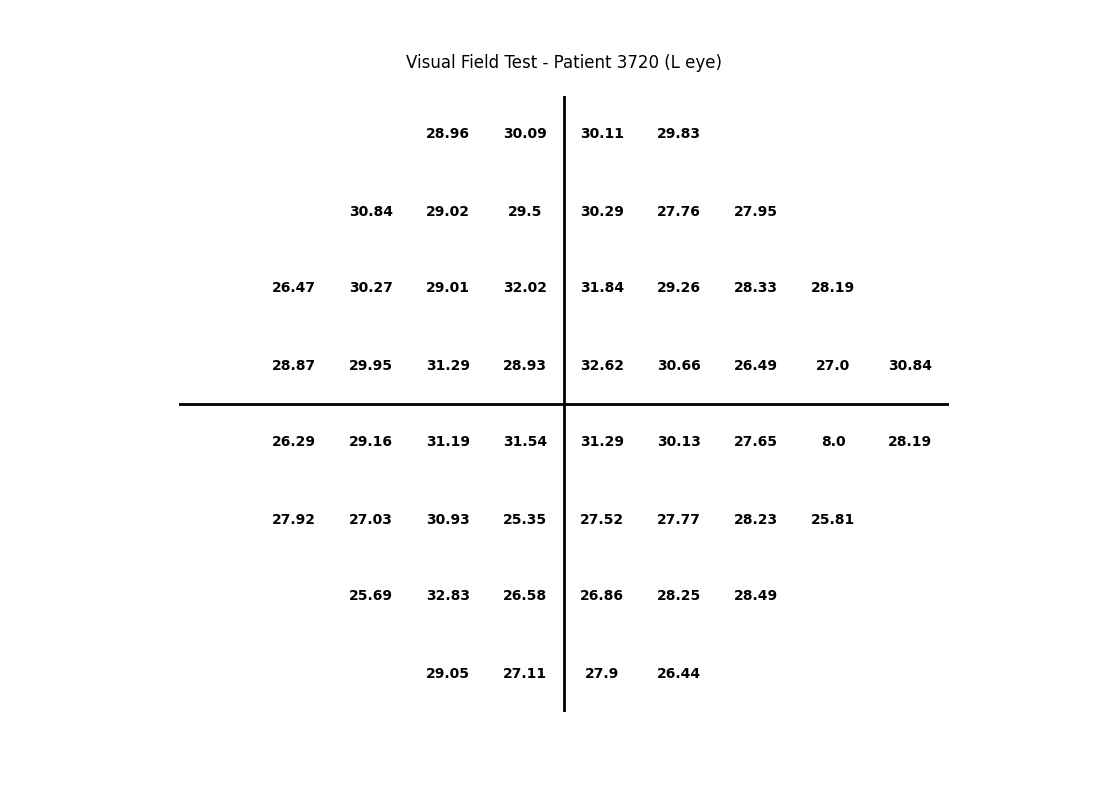 Visual Field Test - Patient 3720 (L eye)
28.96 30.09 30.11 29.83
30.84 29.02 29.5 30.29 27.76 27.95
26.47 30.27 29.01 32.02 31.84 29.26 28.33 28.19
28.87 29.95 31.29 28.93 32.62 30.66 26.49 27.0 30.84
26.29 29.16 31.19 31.54 31.29 30.13 27.65 8.0 28.19
27.92 27.03 30.93 25.35 27.52 27.77 28.23 25.81
25.69 32.83 26.58 26.86 28.25 28.49
29.05 27.11 27.9 26.44